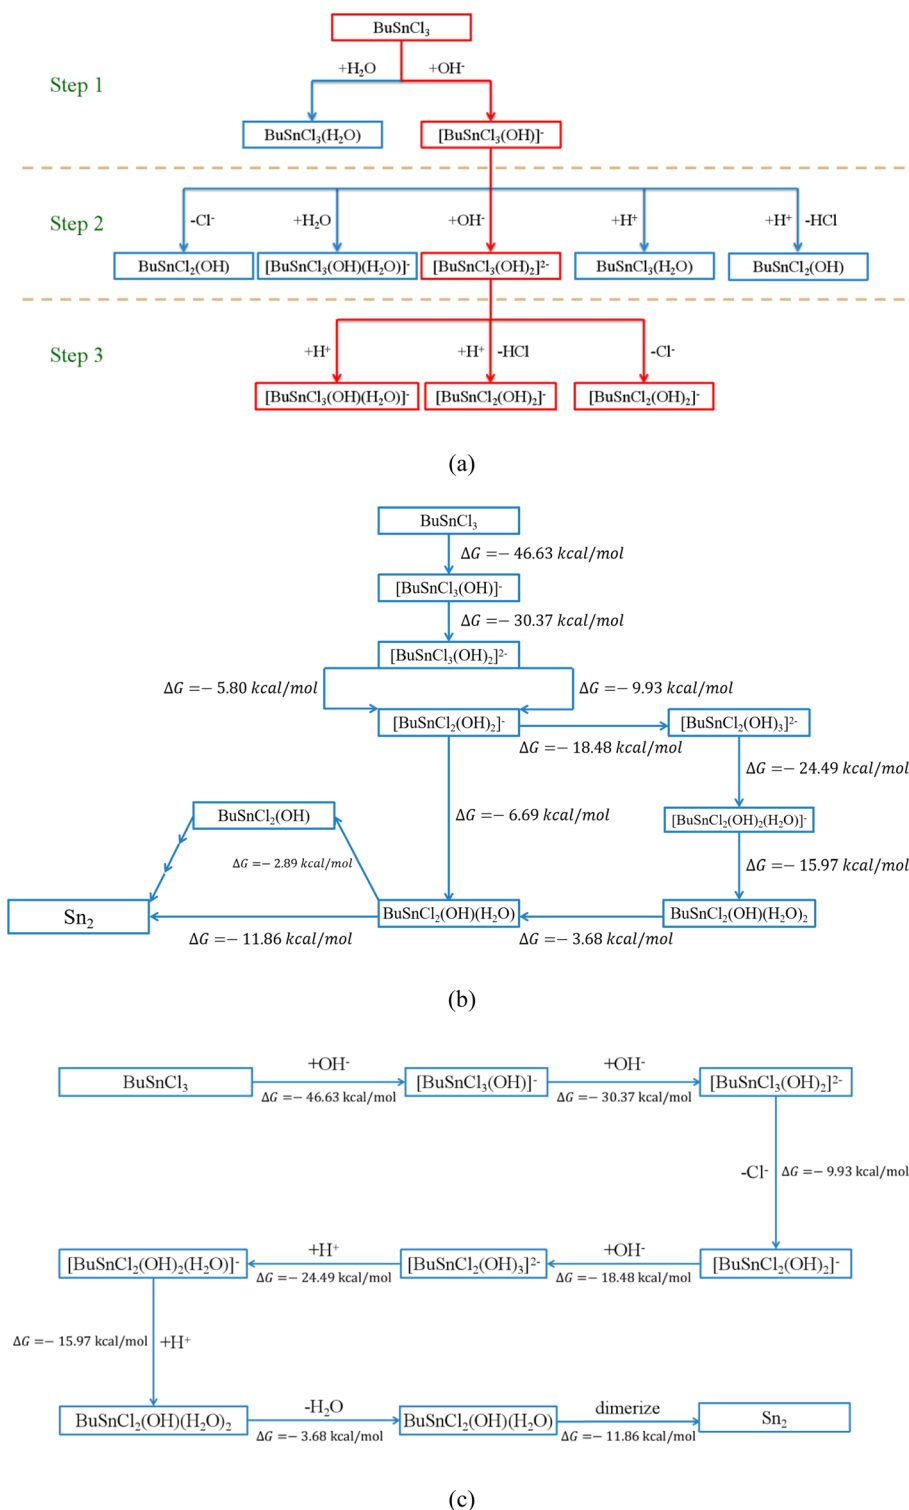 BuSnCl₃
+H₂O +OH⁻
Step 1
BuSnCl₃(H₂O) [BuSnCl₃(OH)]⁻
Step 2
-Cl⁻ +H₂O +OH⁻ +H⁺ +H⁺ -HCl
BuSnCl₂(OH) [BuSnCl₃(OH)(H₂O)]⁻ [BuSnCl₃(OH)₂]²⁻ BuSnCl₃(H₂O) BuSnCl₂(OH)
Step 3
+H⁺ +H⁺ -HCl -Cl⁻
[BuSnCl₃(OH)(H₂O)]⁻ [BuSnCl₂(OH)₂]⁻ [BuSnCl₂(OH)₂]⁻
(a)
BuSnCl₃
ΔG =− 46.63 kcal/mol
[BuSnCl₃(OH)]⁻
ΔG =− 30.37 kcal/mol
[BuSnCl₃(OH)₂]²⁻
ΔG =− 5.80 kcal/mol ΔG =− 9.93 kcal/mol
[BuSnCl₂(OH)₂]⁻ [BuSnCl₂(OH)₃]²⁻
ΔG =− 18.48 kcal/mol
ΔG =− 24.49 kcal/mol
BuSnCl₂(OH) ΔG =− 6.69 kcal/mol [BuSnCl₂(OH)₂(H₂O)]⁻
ΔG =− 2.89 kcal/mol ΔG =− 15.97 kcal/mol
Sn₂ BuSnCl₂(OH)(H₂O) BuSnCl₂(OH)(H₂O)₂
ΔG =− 11.86 kcal/mol ΔG =− 3.68 kcal/mol
(b)
+OH⁻ +OH⁻
BuSnCl₃ [BuSnCl₃(OH)]⁻ [BuSnCl₃(OH)₂]²⁻
ΔG =− 46.63 kcal/mol ΔG =− 30.37 kcal/mol
-Cl⁻ ΔG =− 9.93 kcal/mol
+H⁺ +OH⁻
[BuSnCl₂(OH)₂(H₂O)]⁻ [BuSnCl₂(OH)₃]²⁻ [BuSnCl₂(OH)₂]⁻
ΔG =− 24.49 kcal/mol ΔG =− 18.48 kcal/mol
ΔG =− 15.97 kcal/mol +H⁺
-H₂O dimerize
BuSnCl₂(OH)(H₂O)₂ BuSnCl₂(OH)(H₂O) Sn₂
ΔG =− 3.68 kcal/mol ΔG =− 11.86 kcal/mol
(c)